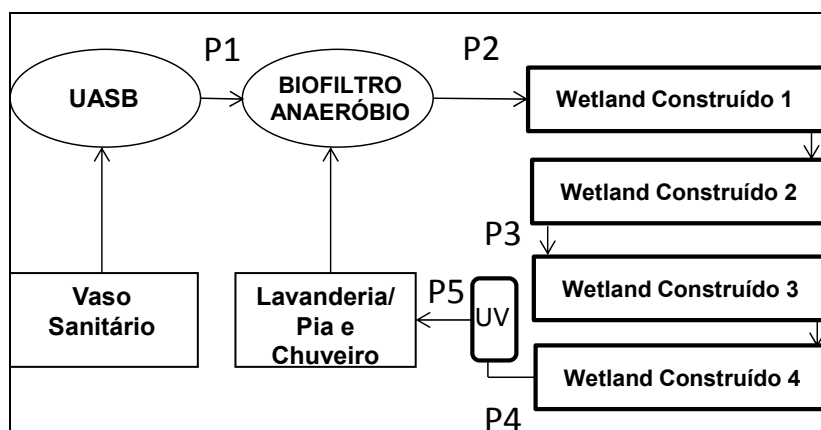 P1
P2
UASB
BIOFILTRO
ANAERÓBIO
Wetland Construído 1
Wetland Construído 2
P3
Vaso
Sanitário
Lavanderia/
Pia e
Chuveiro
P5
UV
Wetland Construído 3
Wetland Construído 4
P4